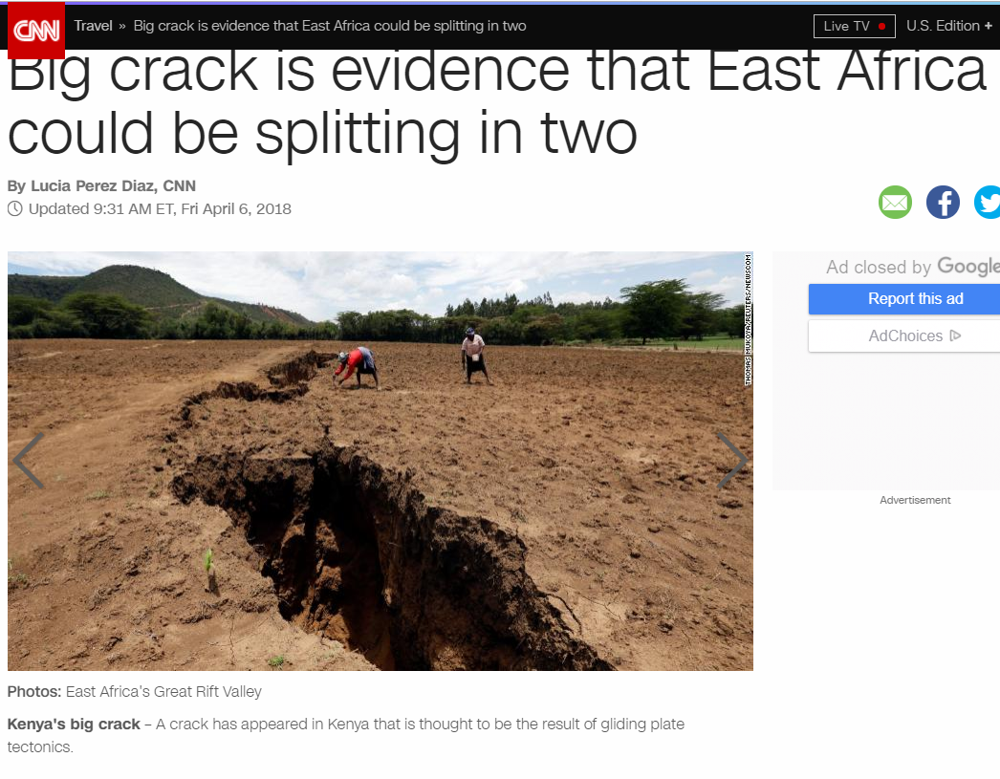 CNN
Travel » Big crack is evidence that East Africa could be splitting in two
Live TV
U.S. Edition +
Big crack is evidence that East Africa
could be splitting in two
By Lucia Perez Diaz, CNN
Updated 9:31 AM ET, Fri April 6, 2018
THOMAS MUKOYA/REUTERS/NEWSCOM
Ad closed by Google
Report this ad
AdChoices
Advertisement
Photos: East Africa's Great Rift Valley
Kenya's big crack – A crack has appeared in Kenya that is thought to be the result of gliding plate
tectonics.